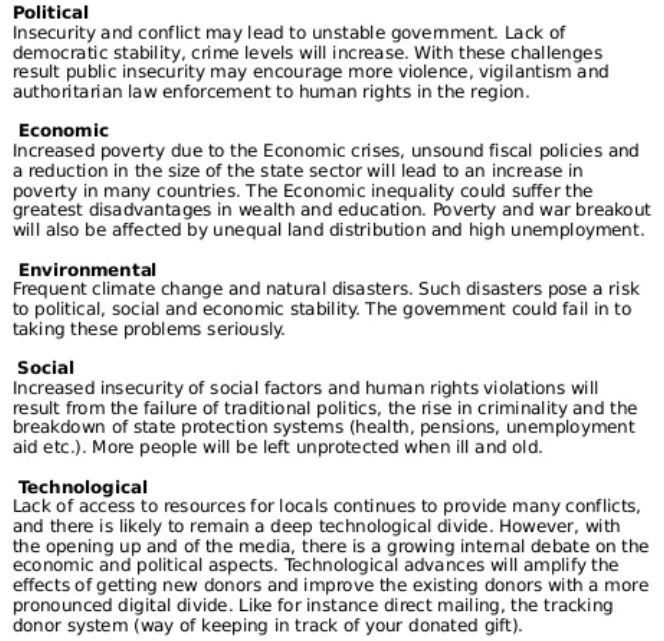 Political
Insecurity and conflict may lead to unstable government. Lack of
democratic stability, crime levels will increase. With these challenges
result public insecurity may encourage more violence, vigilantism and
authoritarian law enforcement to human rights in the region.
Economic
Increased poverty due to the Economic crises, unsound fiscal policies and
a reduction in the size of the state sector will lead to an increase in
poverty in many countries. The Economic inequality could suffer the
greatest disadvantages in wealth and education. Poverty and war breakout
will also be affected by unequal land distribution and high unemployment.
Environmental
Frequent climate change and natural disasters. Such disasters pose a risk
to political, social and economic stability. The government could fail in to
taking these problems seriously.
Social
Increased insecurity of social factors and human rights violations will
result from the failure of traditional politics, the rise in criminality and the
breakdown of state protection systems (health, pensions, unemployment
aid etc.). More people will be left unprotected when ill and old.
Technological
Lack of access to resources for locals continues to provide many conflicts,
and there is likely to remain a deep technological divide. However, with
the opening up and of the media, there is a growing internal debate on the
economic and political aspects. Technological advances will amplify the
effects of getting new donors and improve the existing donors with a more
pronounced digital divide. Like for instance direct mailing, the tracking
donor system (way of keeping in track of your donated gift).